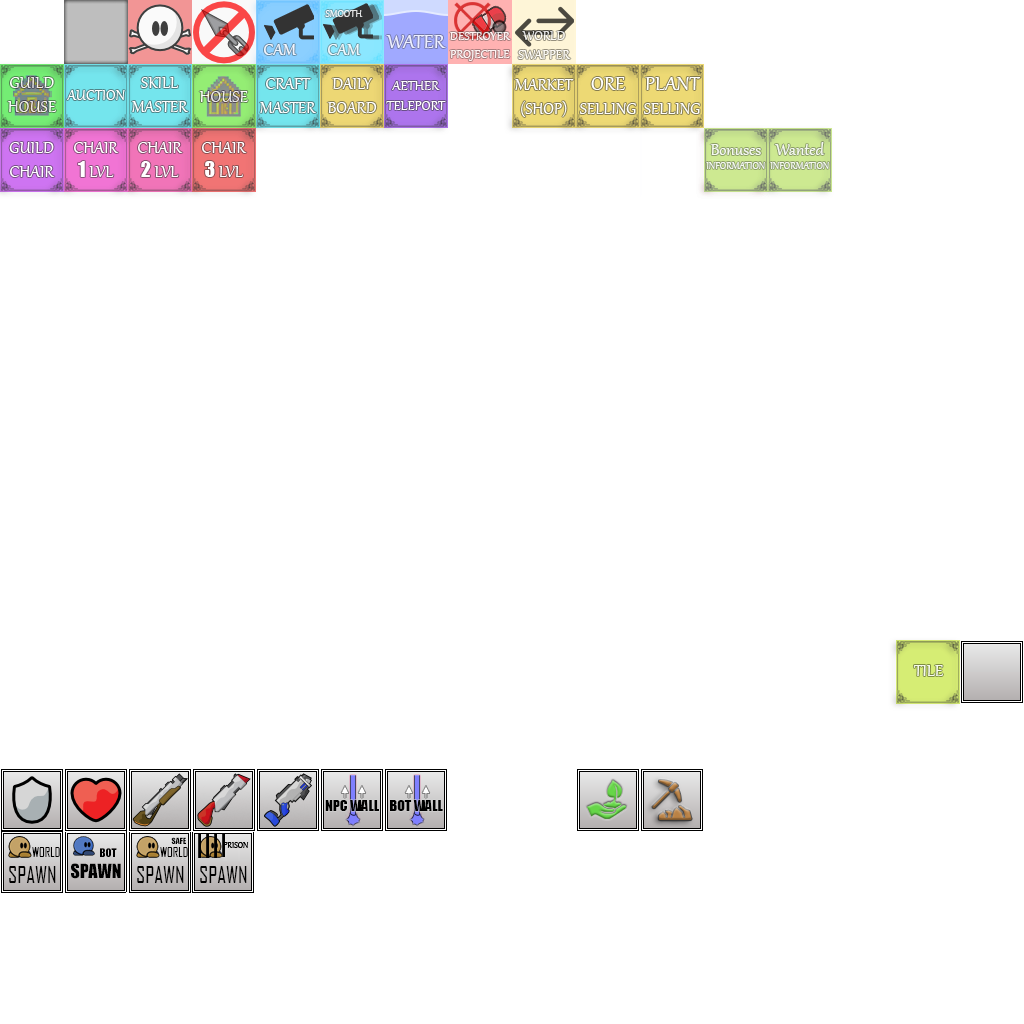 CAM
SMOOTH
CAM
WATER
DESTROYER
PROJECTILE
WORLD
SWAPPER
GUILD
HOUSE
AUCTION
SKILL
MASTER
HOUSE
CRAFT
MASTER
DAILY
BOARD
AETHER
TELEPORT
MARKET
(SHOP)
ORE
SELLING
PLANT
SELLING
GUILD
CHAIR
CHAIR
1 LVL
CHAIR
2 LVL
CHAIR
3 LVL
Bonuses
INFORMATION
Wanted
INFORMATION
TILE
NPC WALL
BOT WALL
WORLD
SPAWN
BOT
SPAWN
SAFE
WORLD
SPAWN
PRISON
SPAWN